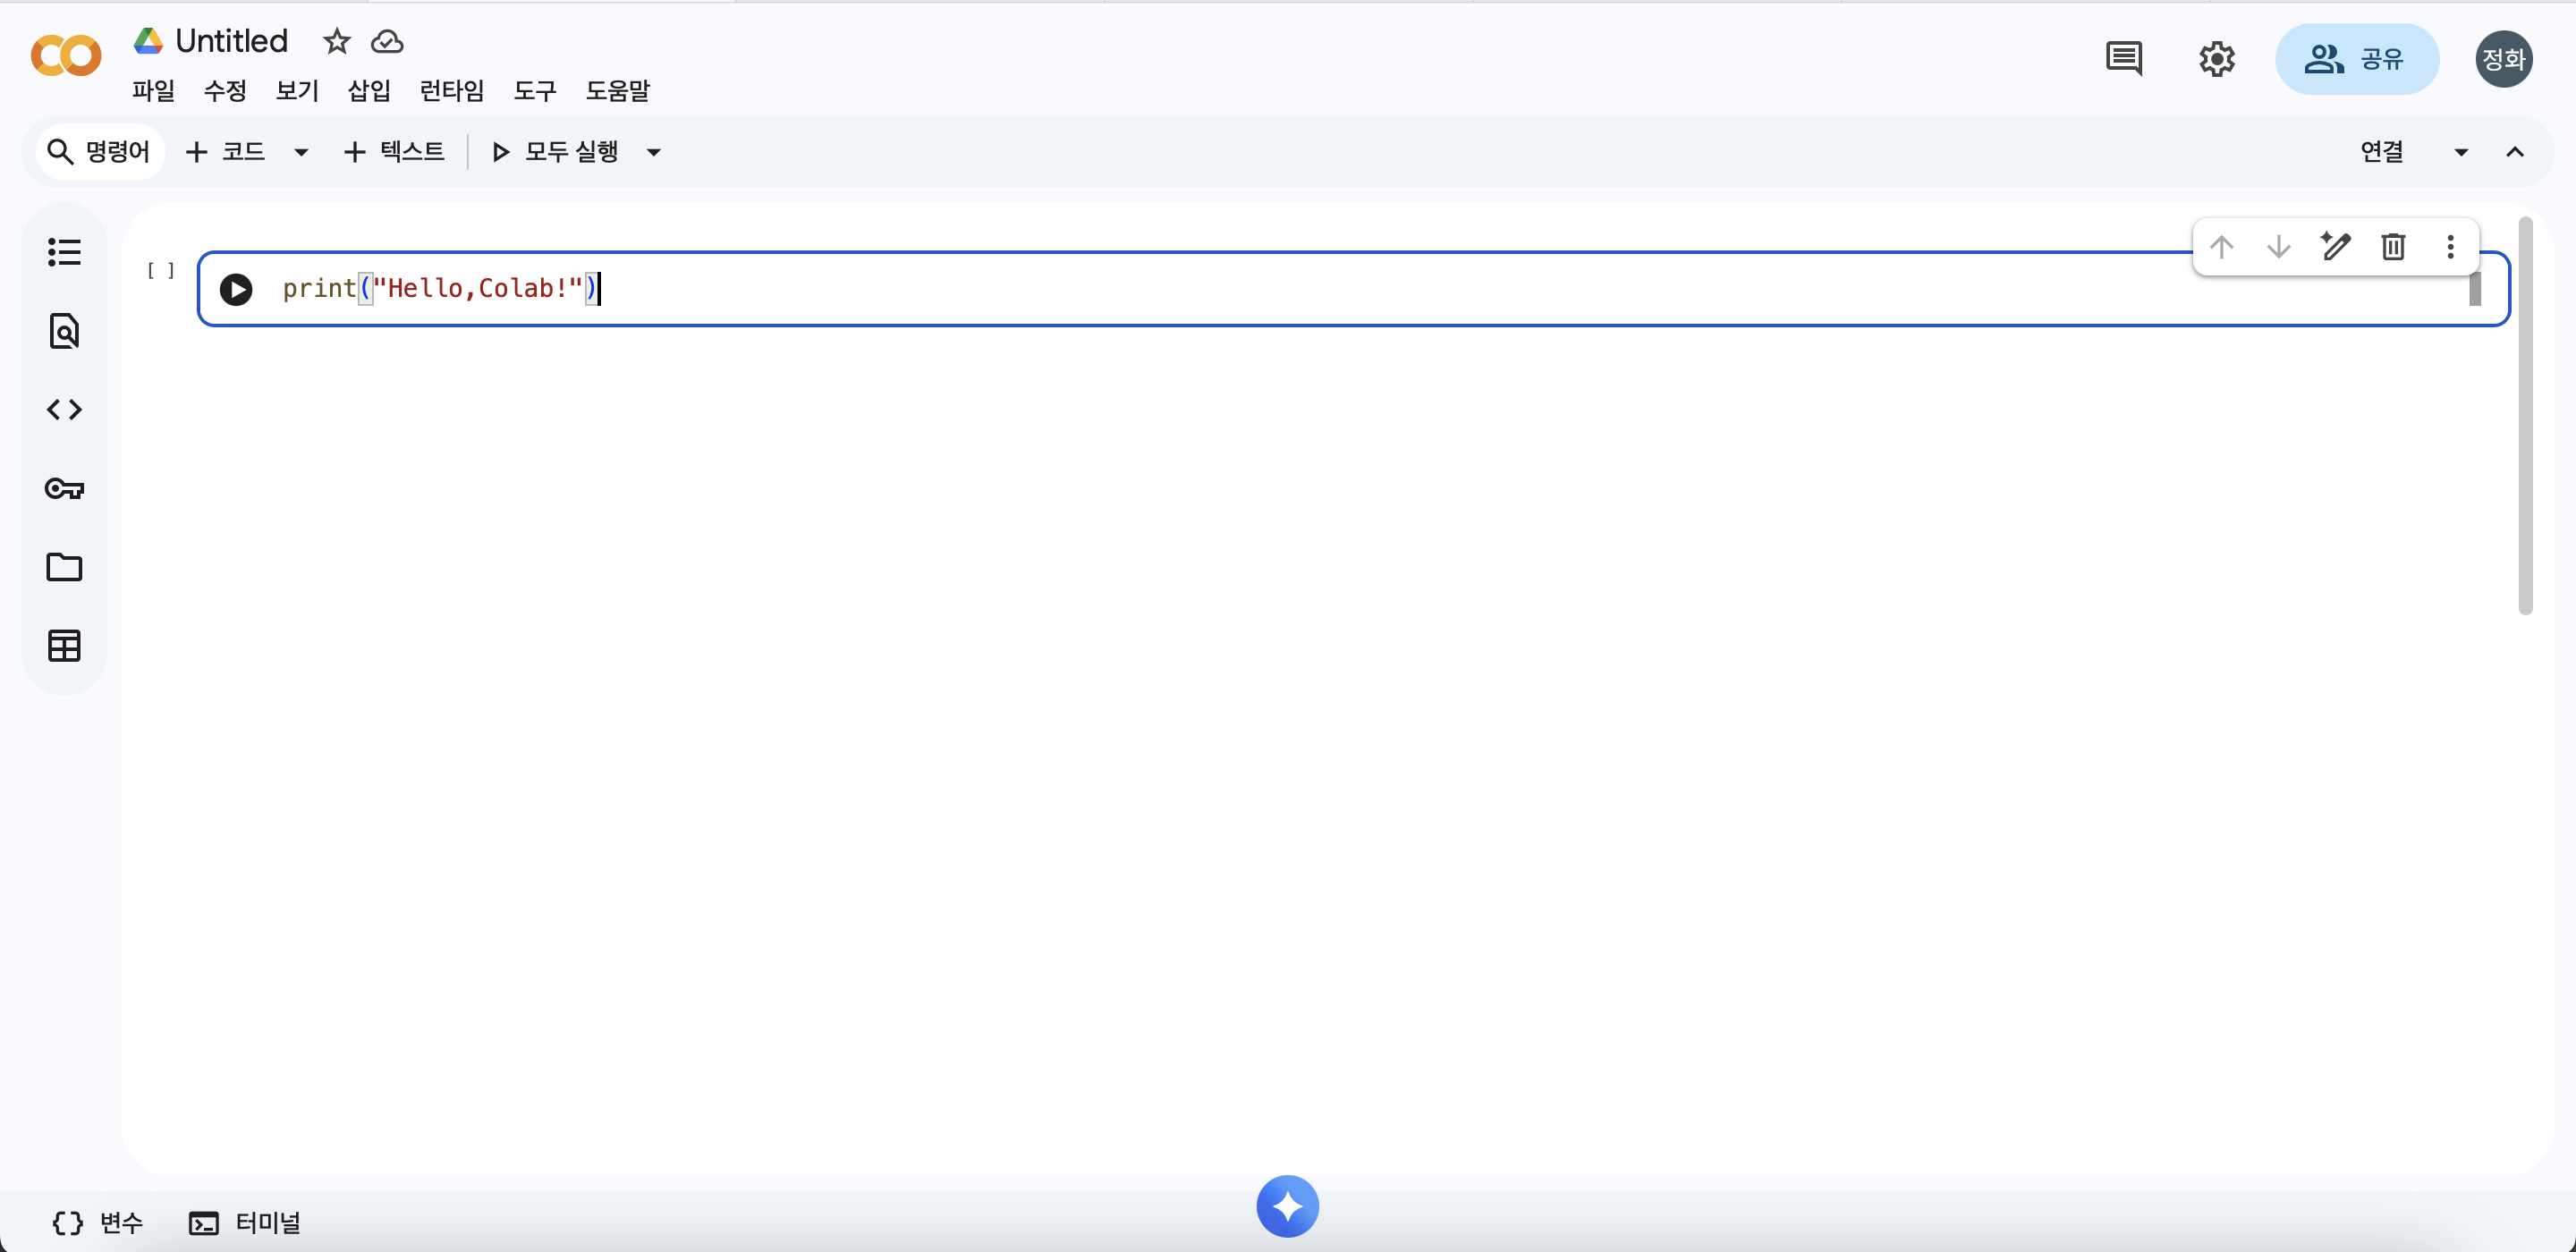 Untitled
파일 수정 보기 삽입 런타임 도구 도움말
공유
정화
명령어 + 코드 + 텍스트 모두 실행 연결
[ ] print("Hello,Colab!")
변수 터미널